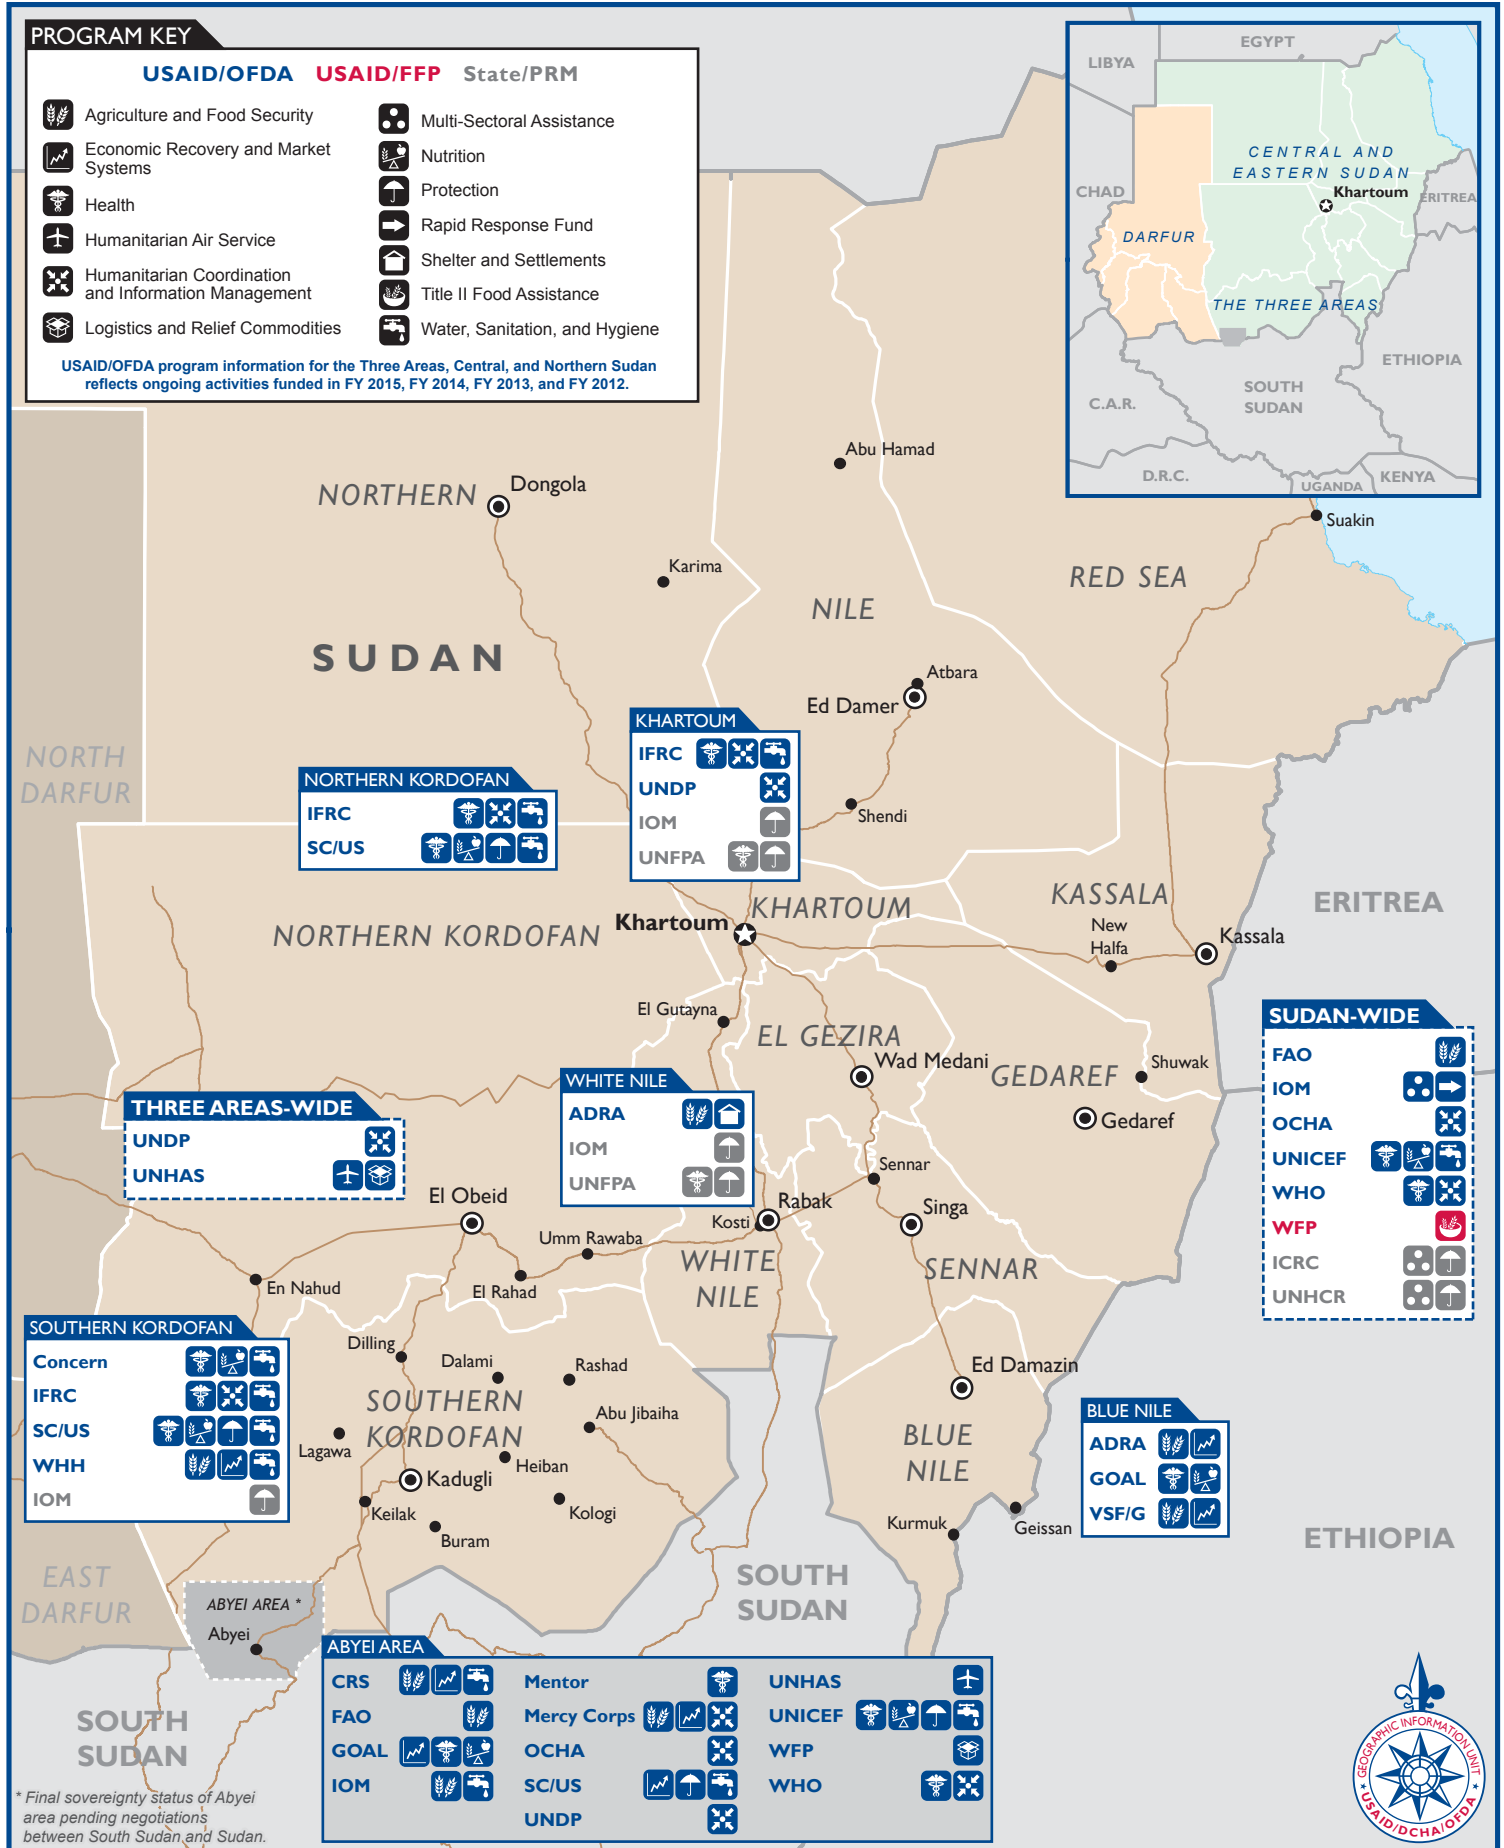 PROGRAM KEY
USAID/OFDA USAID/FFP State/PRM
Agriculture and Food Security
Economic Recovery and Market
Systems
Health
Humanitarian Air Service
Humanitarian Coordination
and Information Management
Logistics and Relief Commodities
Multi-Sectoral Assistance
Nutrition
Protection
Rapid Response Fund
Shelter and Settlements
Title II Food Assistance
Water, Sanitation, and Hygiene
USAID/OFDA program information for the Three Areas, Central, and Northern Sudan
reflects ongoing activities funded in FY 2015, FY 2014, FY 2013, and FY 2012.
EGYPT
LIBYA
CENTRAL AND
EASTERN SUDAN
CHAD
Khartoum
ERITREA
DARFUR
THE THREE AREAS
ETHIOPIA
SOUTH
SUDAN
C.A.R.
D.R.C.
UGANDA
KENYA
Abu Hamad
NORTHERN
Dongola
Suakin
Karima
RED SEA
NILE
SUDAN
Atbara
Ed Damer
NORTH
DARFUR
KHARTOUM
IFRC
UNDP
IOM
UNFPA
NORTHERN KORDOFAN
IFRC
SC/US
Shendi
KASSALA
ERITREA
KHARTOUM
Khartoum
NORTHERN KORDOFAN
New
Halfa
Kassala
El Gutayna
EL GEZIRA
Wad Medani
GEDAREF
Shuwak
Gedaref
SUDAN-WIDE
FAO
IOM
OCHA
UNICEF
WHO
WFP
ICRC
UNHCR
WHITE NILE
ADRA
IOM
UNFPA
THREE AREAS-WIDE
UNDP
UNHAS
El Obeid
Sennar
Rabak
Singa
Kosti
Umm Rawaba
WHITE
NILE
SENNAR
En Nahud
El Rahad
SOUTHERN KORDOFAN
Concern
IFRC
SC/US
WHH
IOM
Dilling
Dalami
Rashad
Ed Damazin
SOUTHERN
KORDOFAN
Abu Jibaiha
Lagawa
Heiban
Kadugli
Keilak
Kologi
Buram
BLUE
NILE
BLUE NILE
ADRA
GOAL
VSF/G
Kurmuk
Geissan
ETHIOPIA
EAST
DARFUR
SOUTH
SUDAN
ABYEI AREA *
Abyei
ABYEI AREA
CRS
FAO
GOAL
IOM
Mentor
Mercy Corps
OCHA
SC/US
UNDP
UNHAS
UNICEF
WFP
WHO
SOUTH
SUDAN
* Final sovereignty status of Abyei
area pending negotiations
between South Sudan and Sudan.
GEOGRAPHIC INFORMATION UNIT
USAID/DCHA/OFDA